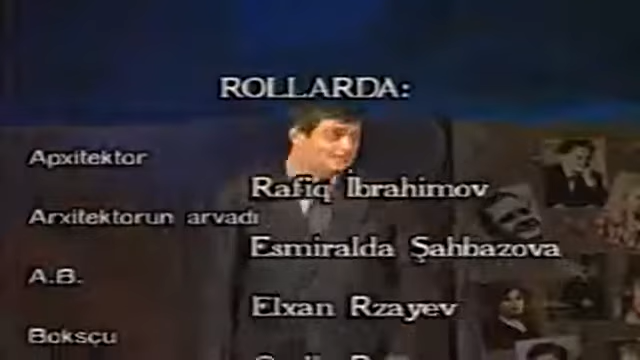 ROLLARDA:
Apxitektor
Rafiq İbrahimov
Arxitektorun arvadı
Esmiralda Şahbazova
A.B.
Elxan Rzayev
Boksçu